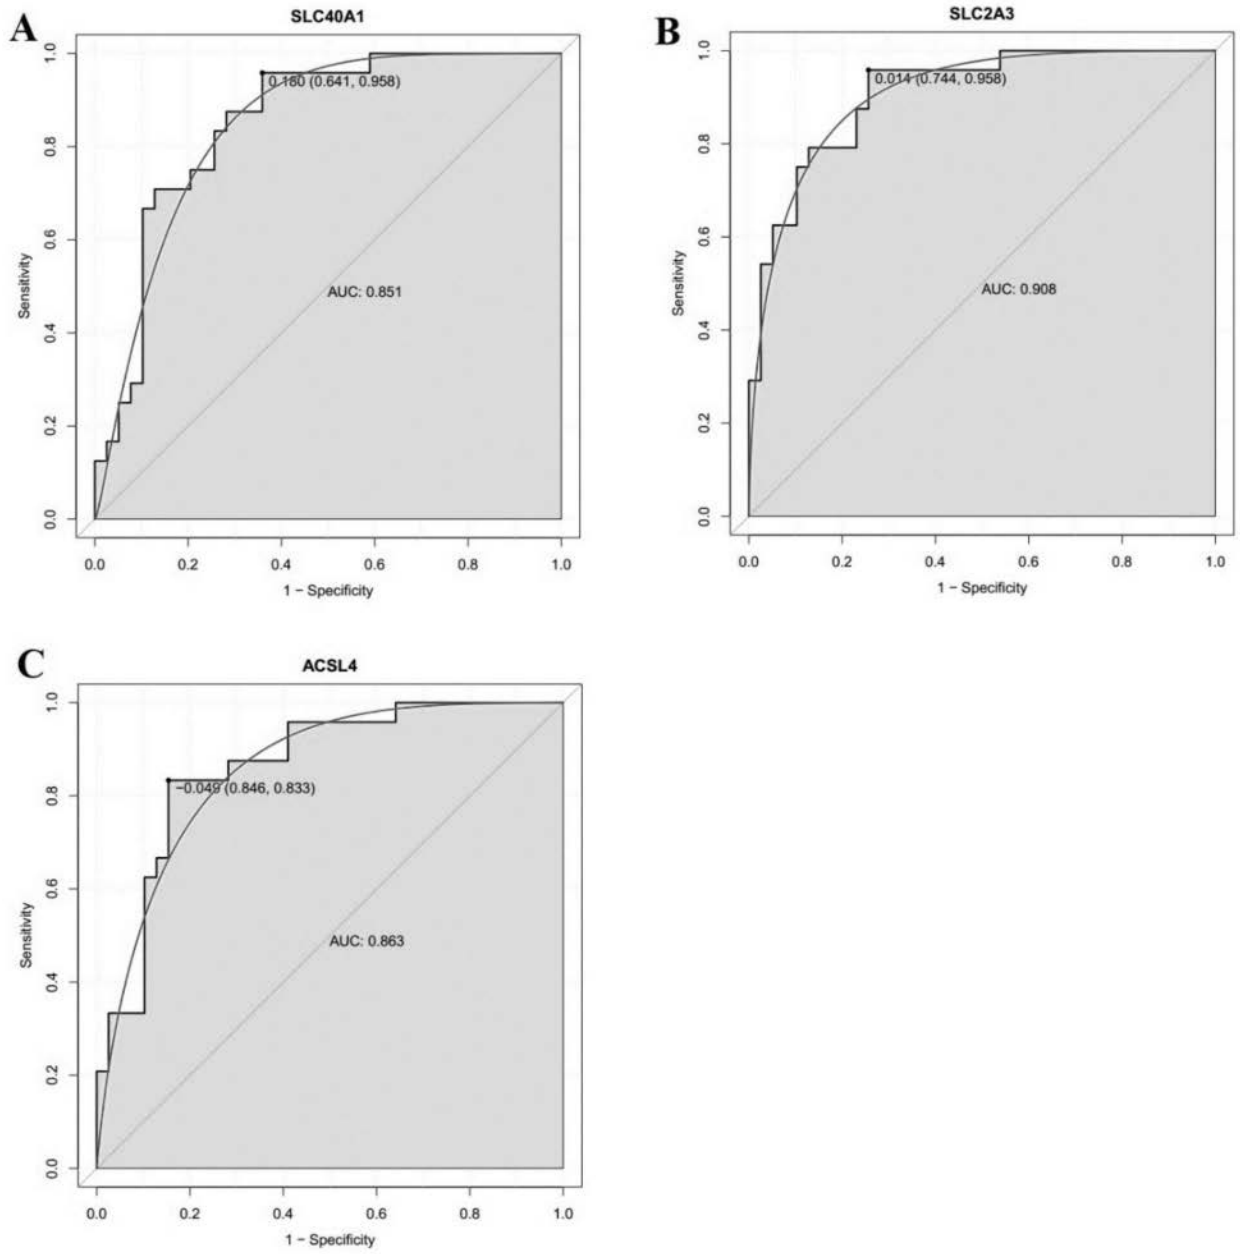 A
SLC40A1
Sensitivity
1.0
0.8
0.6
0.4
0.2
0.0
0.180 (0.641, 0.958)
AUC: 0.851
0.0 0.2 0.4 0.6 0.8 1.0
1 − Specificity
B
SLC2A3
Sensitivity
1.0
0.8
0.6
0.4
0.2
0.0
0.014 (0.744, 0.958)
AUC: 0.908
0.0 0.2 0.4 0.6 0.8 1.0
1 − Specificity
C
ACSL4
Sensitivity
1.0
0.8
0.6
0.4
0.2
0.0
−0.049 (0.846, 0.833)
AUC: 0.863
0.0 0.2 0.4 0.6 0.8 1.0
1 − Specificity